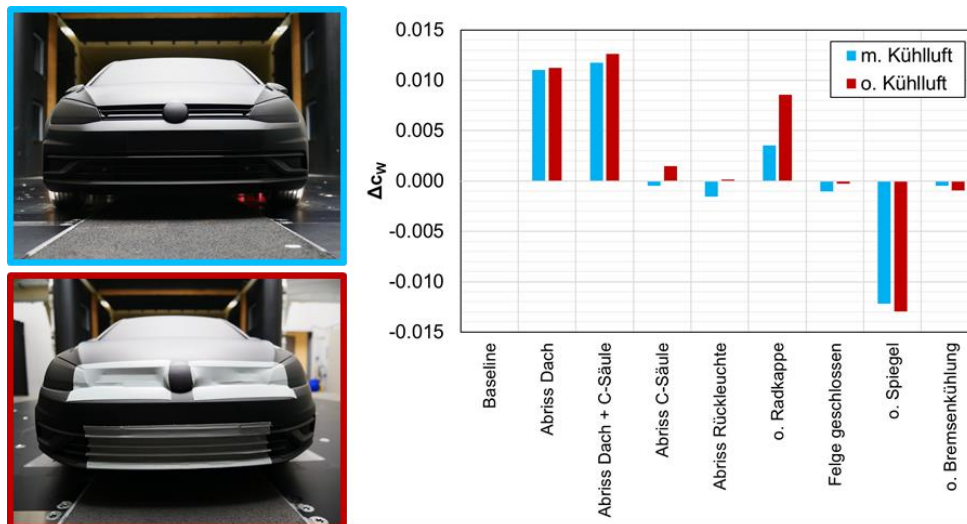 0.015
0.010
0.005
0.000
-0.005
-0.010
-0.015
Δcw
m. Kühlluft
o. Kühlluft
Baseline
Abriss Dach
Abriss Dach + C-Säule
Abriss C-Säule
Abriss Rückleuchte
o. Radkappe
Felge geschlossen
o. Spiegel
o. Bremsenkühlung